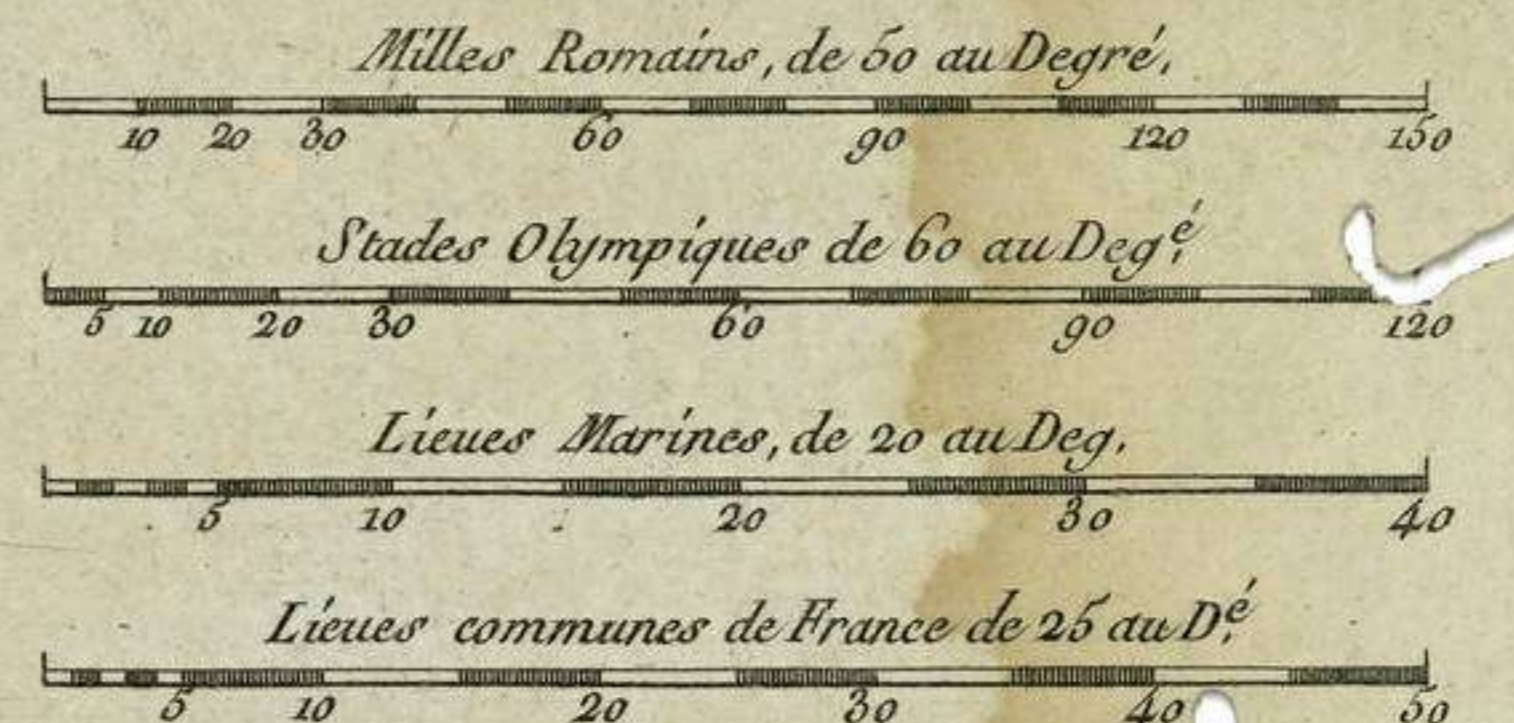 Milles Romains, de 50 au Degré.
10 20 30 60 90 120 150
Stades Olympiques de 60 au Degé.
5 10 20 30 60 90 120
Lieues Marines, de 20 au Deg.
5 10 20 30 40
Lieues communes de France de 25 au Dé.
5 10 20 30 40 50